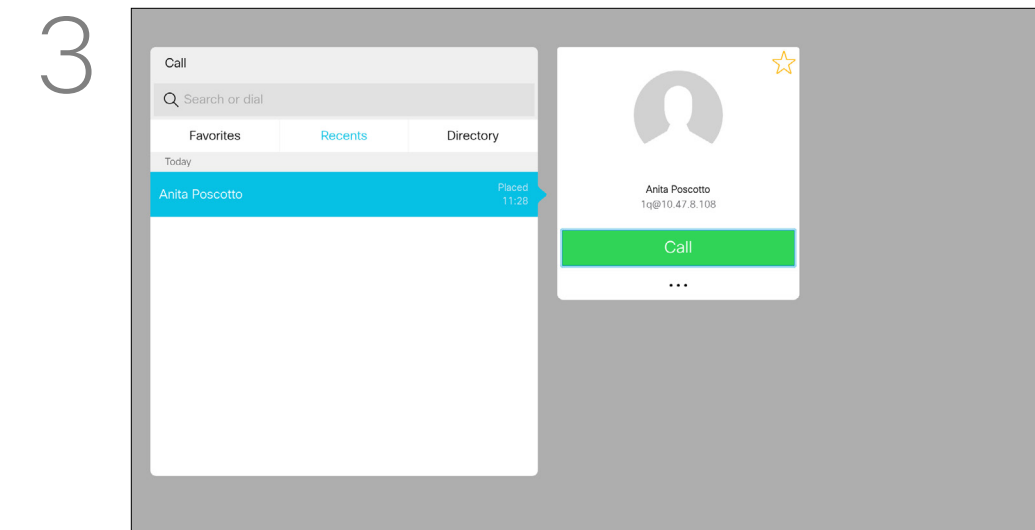 3
Call
Search or dial
Favorites Recents Directory
Today
Anita Poscotto Placed
11:28
Anita Poscotto
1q@10.47.8.108
Call
...